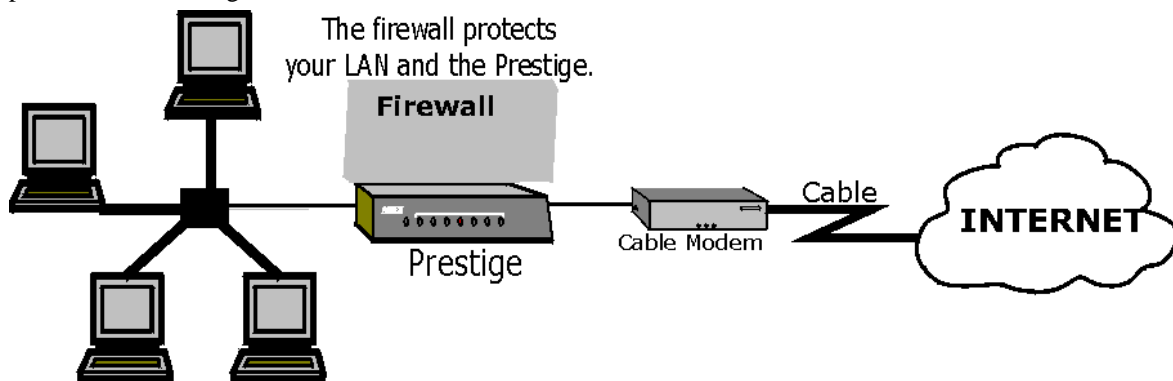 The firewall protects
your LAN and the Prestige.
Firewall
Prestige
Cable Modem
Cable
INTERNET